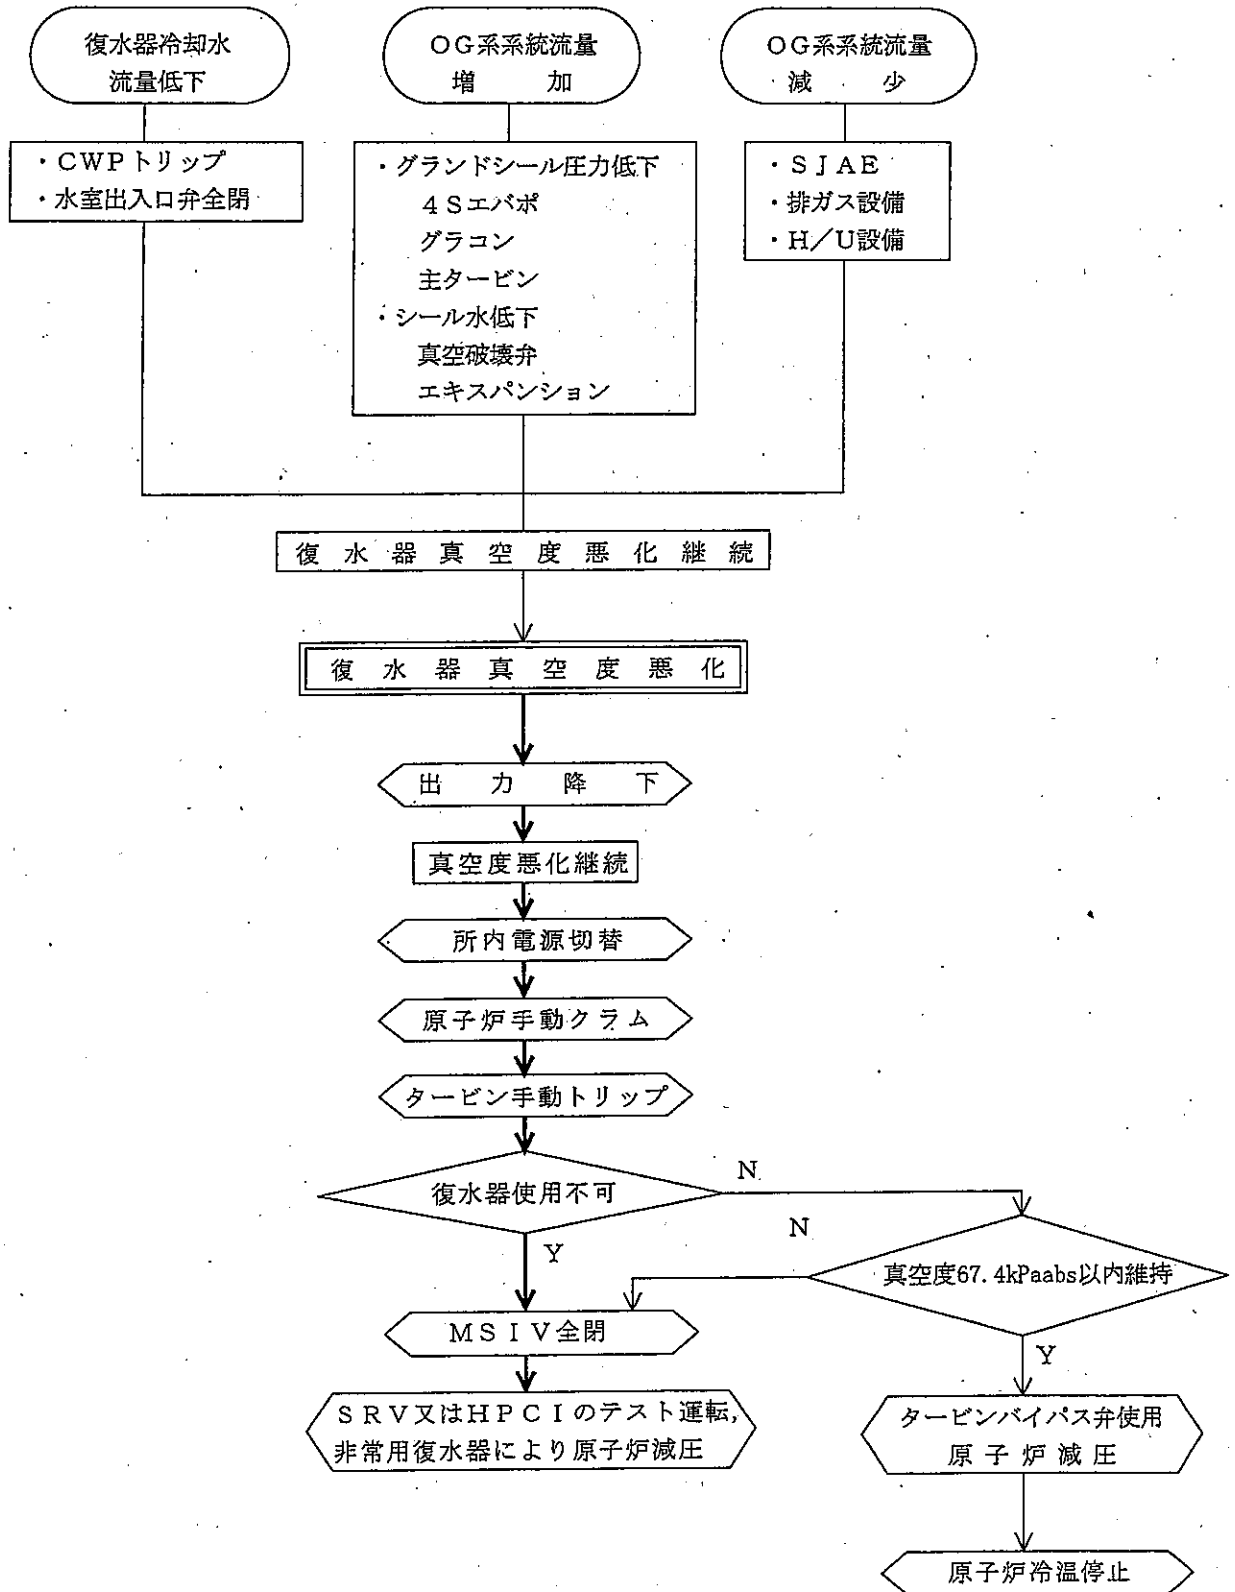 復水器冷却水
流量低下
OG系系統流量
増加
OG系系統流量
減少
・CWPトリップ
・水室出入口弁全閉
・グランドシール圧力低下
4Sエバポ
グラコン
主タービン
・シール水低下
真空破壊弁
エキスパンション
・SJAE
・排ガス設備
・H/U設備
復水器真空度悪化継続
復水器真空度悪化
出力降下
真空度悪化継続
所内電源切替
原子炉手動クラム
タービン手動トリップ
復水器使用不可
N
Y
N
真空度67.4kPaabs以内維持
Y
MSIV全閉
SRV又はHPCIのテスト運転,
非常用復水器により原子炉減圧
タービンバイパス弁使用
原子炉減圧
原子炉冷温停止